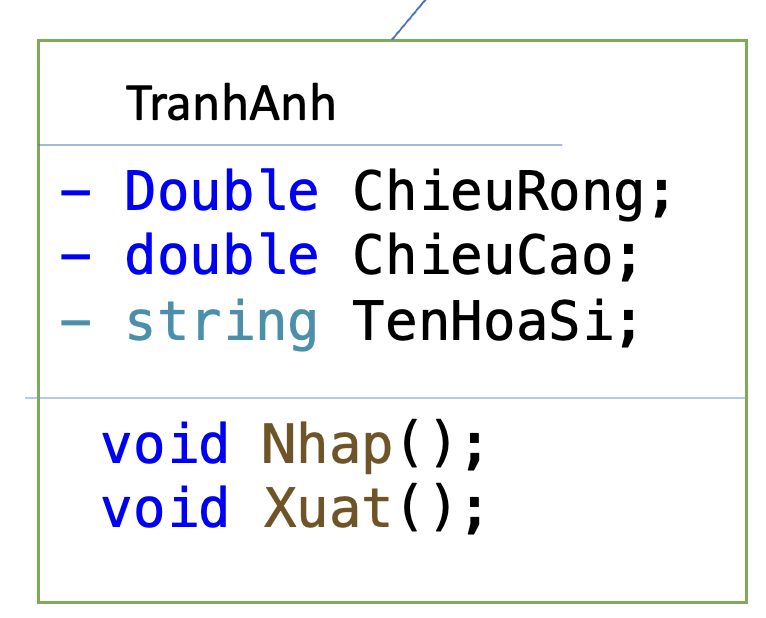 TranhAnh
- Double ChieuRong;
- double ChieuCao;
- string TenHoaSi;
void Nhap();
void Xuat();